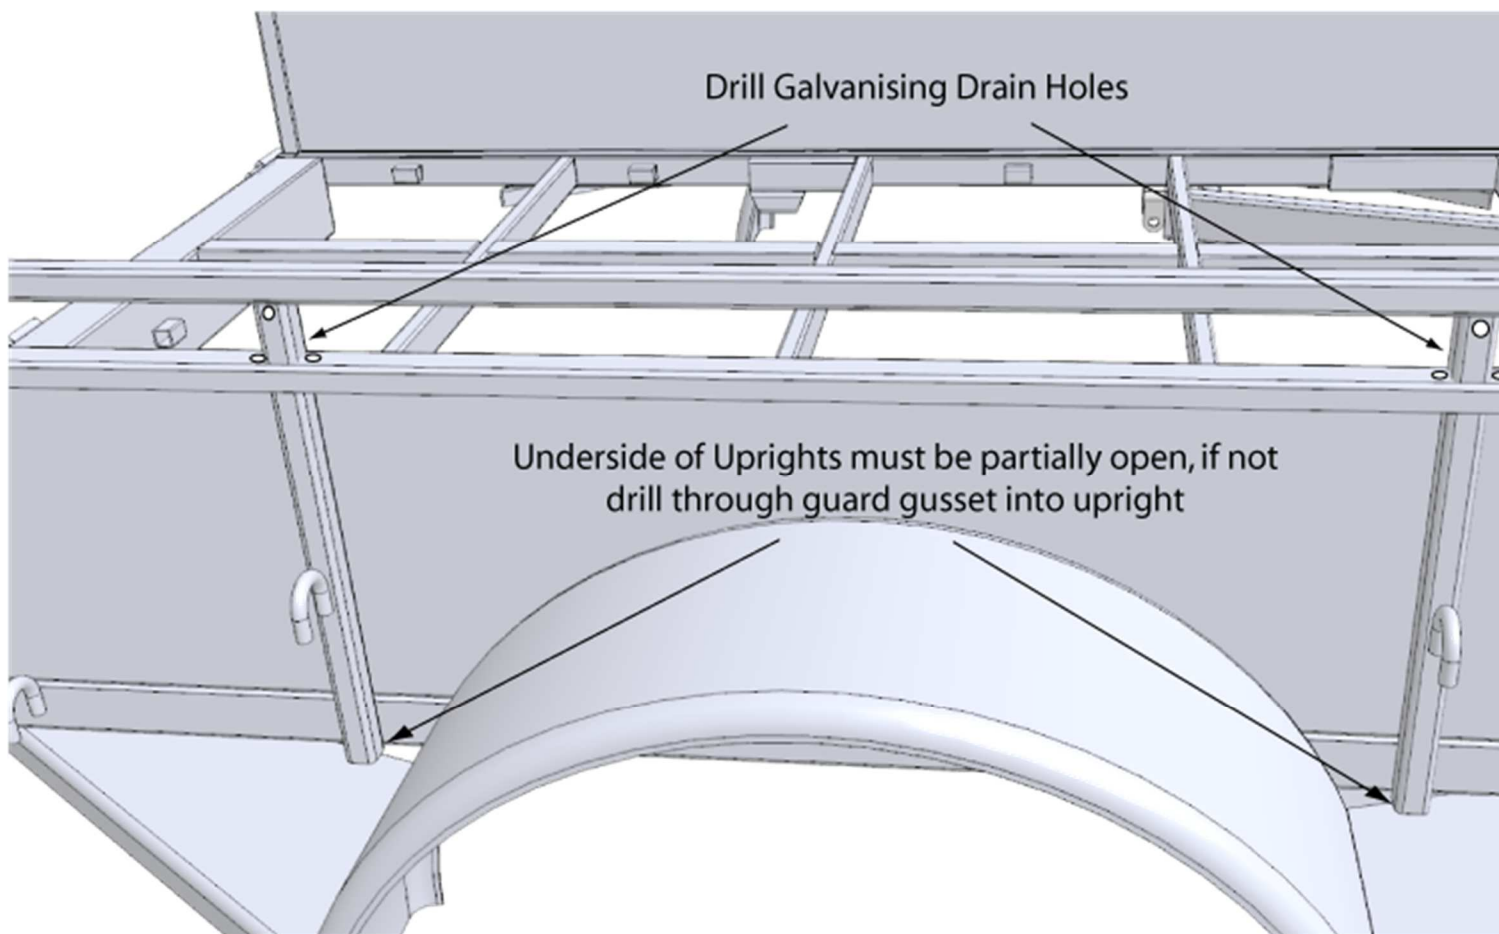 Drill Galvanising Drain Holes
Underside of Uprights must be partially open, if not
drill through guard gusset into upright